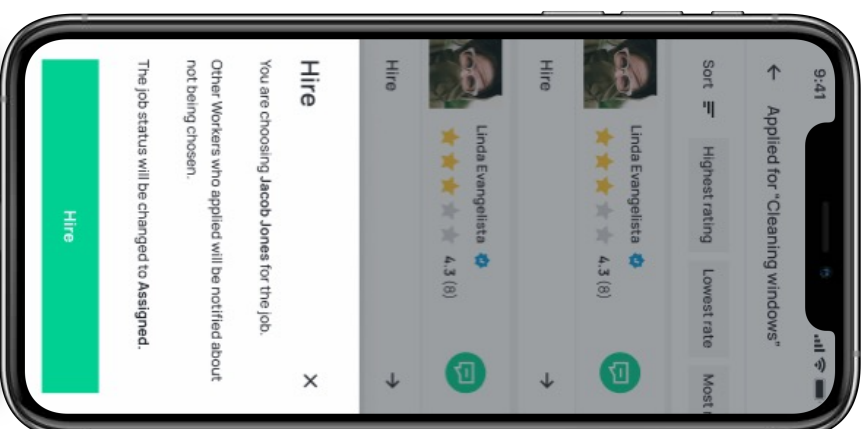 9:41
Applied for "Cleaning windows"
Sort
Highest rating
Lowest rate
Most
Linda Evangelista
4.3 (8)
Hire
Linda Evangelista
4.3 (8)
Hire
Hire
You are choosing Jacob Jones for the job.
Other Workers who applied will be notified about
not being chosen.
The job status will be changed to Assigned.
Hire